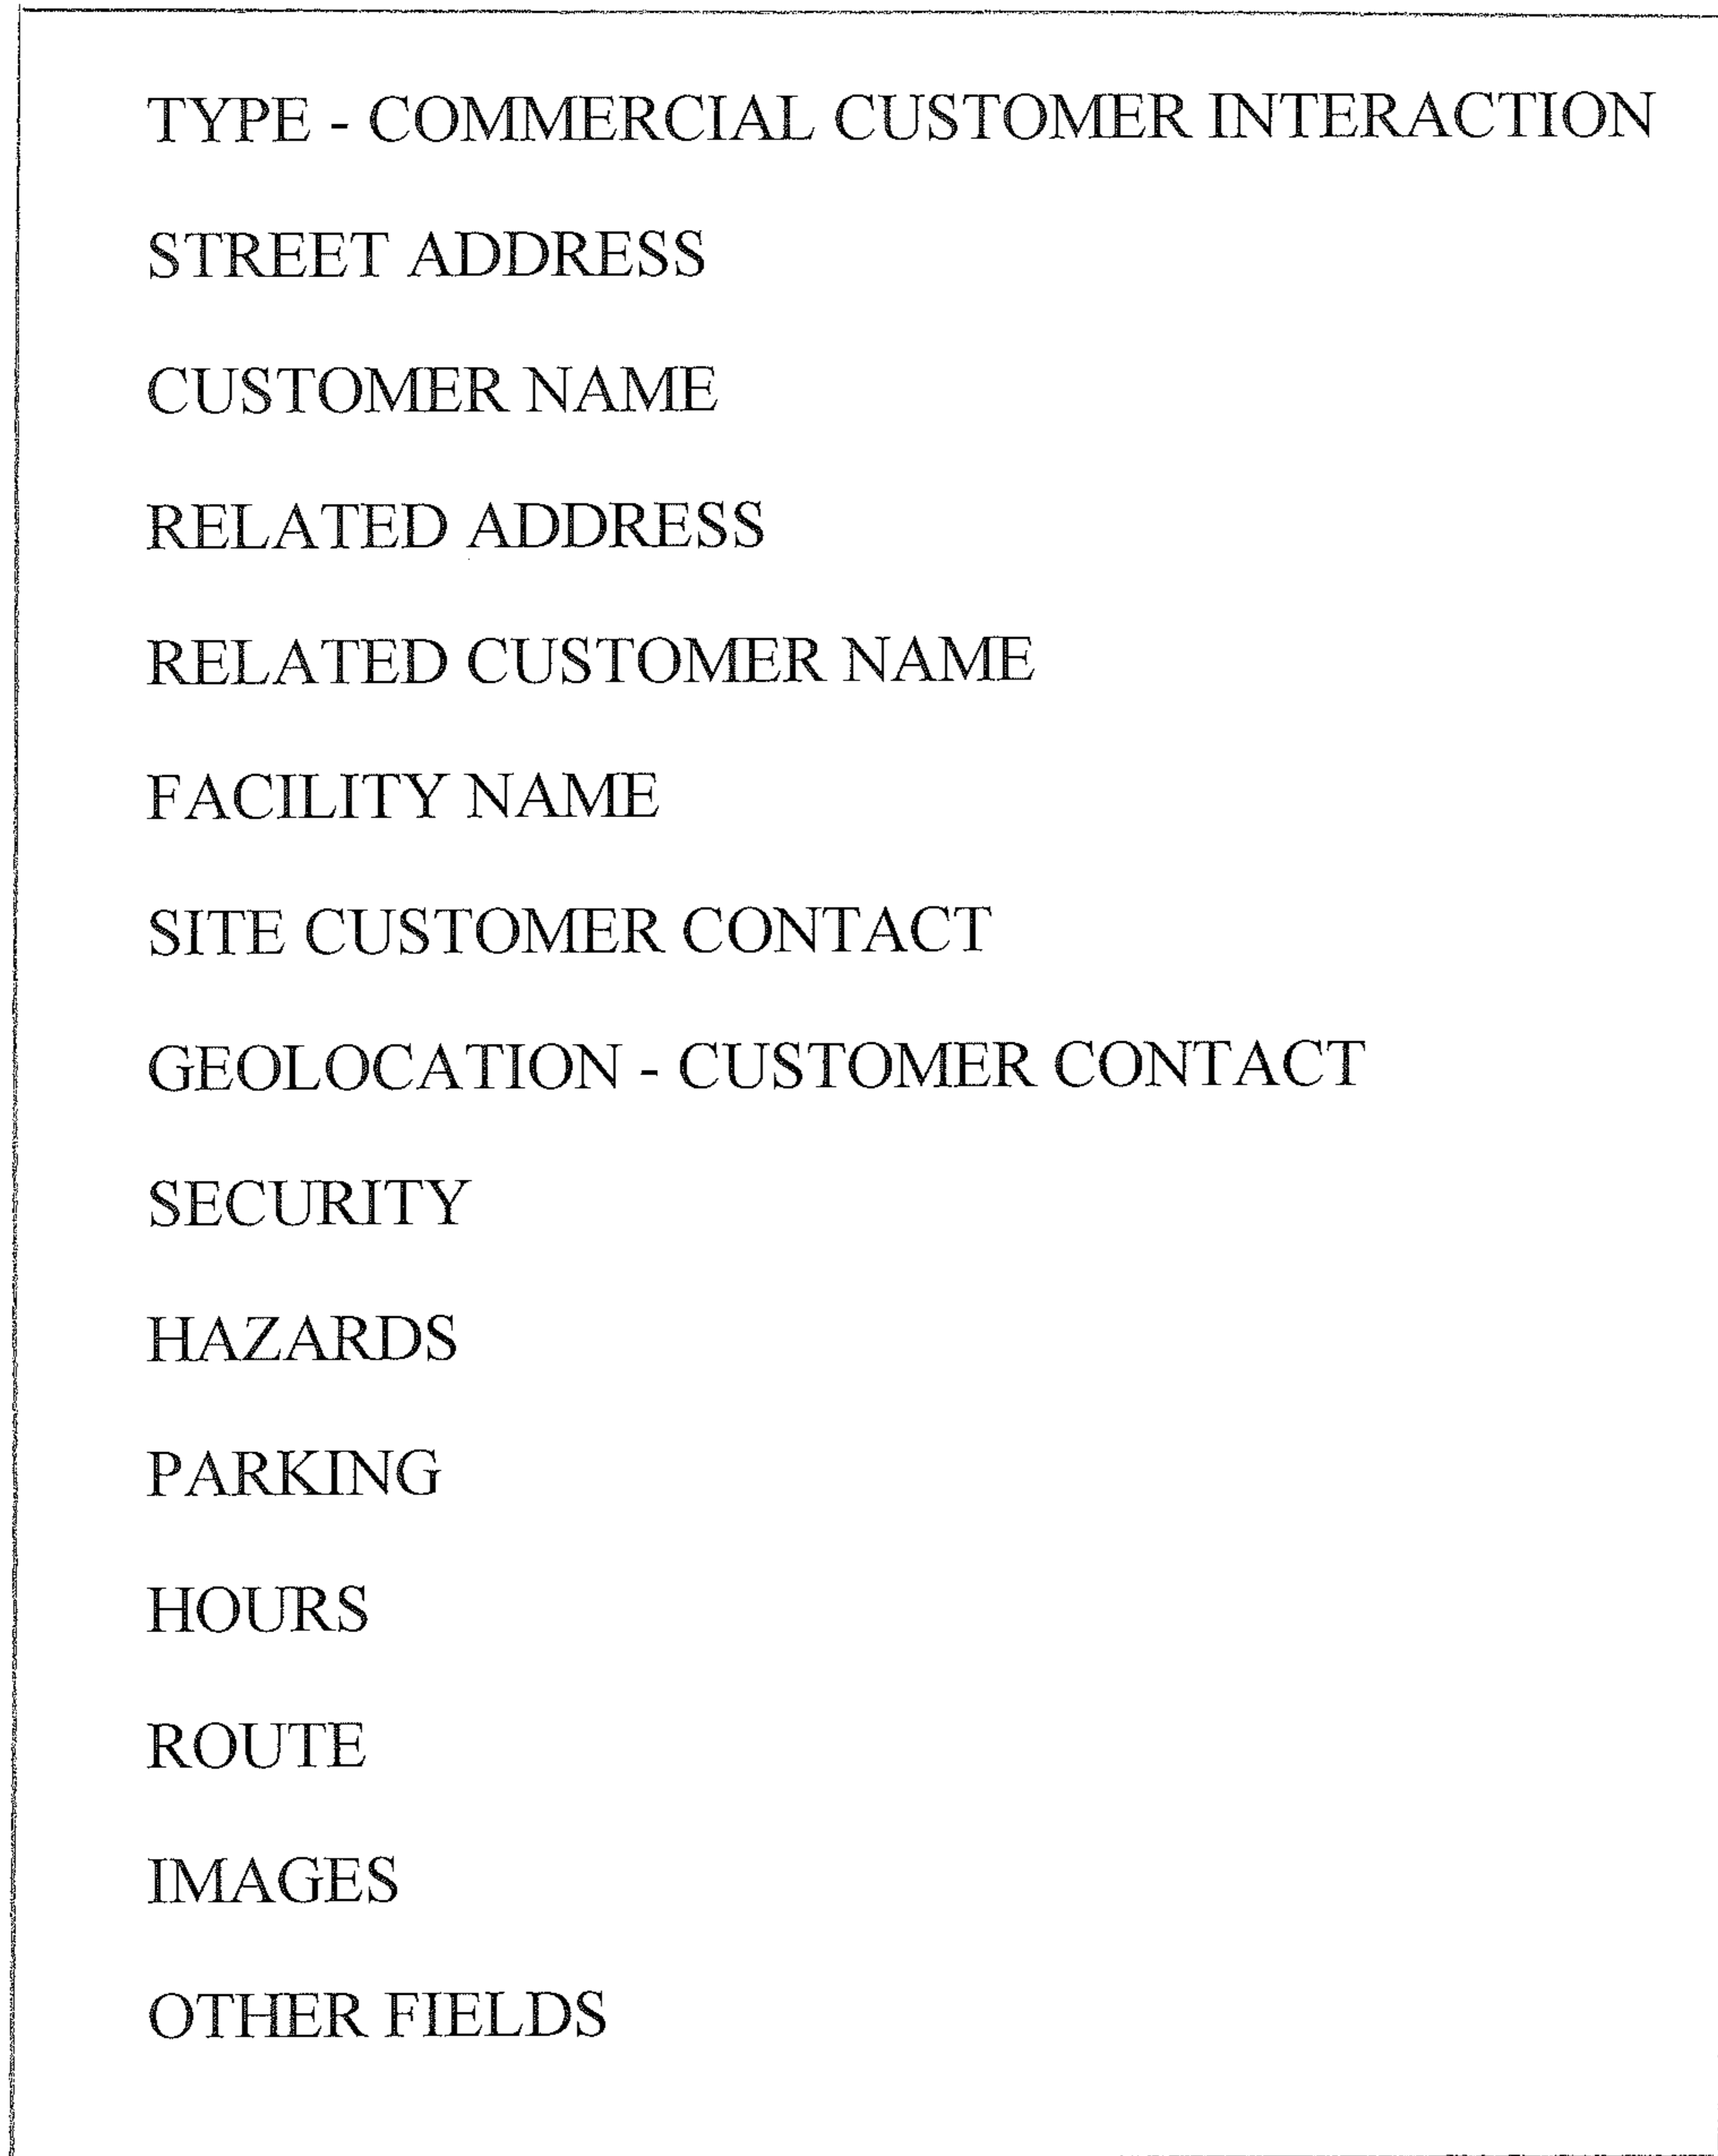 TYPE - COMMERCIAL CUSTOMER INTERACTION
STREET ADDRESS
CUSTOMER NAME
RELATED ADDRESS
RELATED CUSTOMER NAME
FACILITY NAME
SITE CUSTOMER CONTACT
GEOLOCATION - CUSTOMER CONTACT
SECURITY
HAZARDS
PARKING
HOURS
ROUTE
IMAGES
OTHER FIELDS